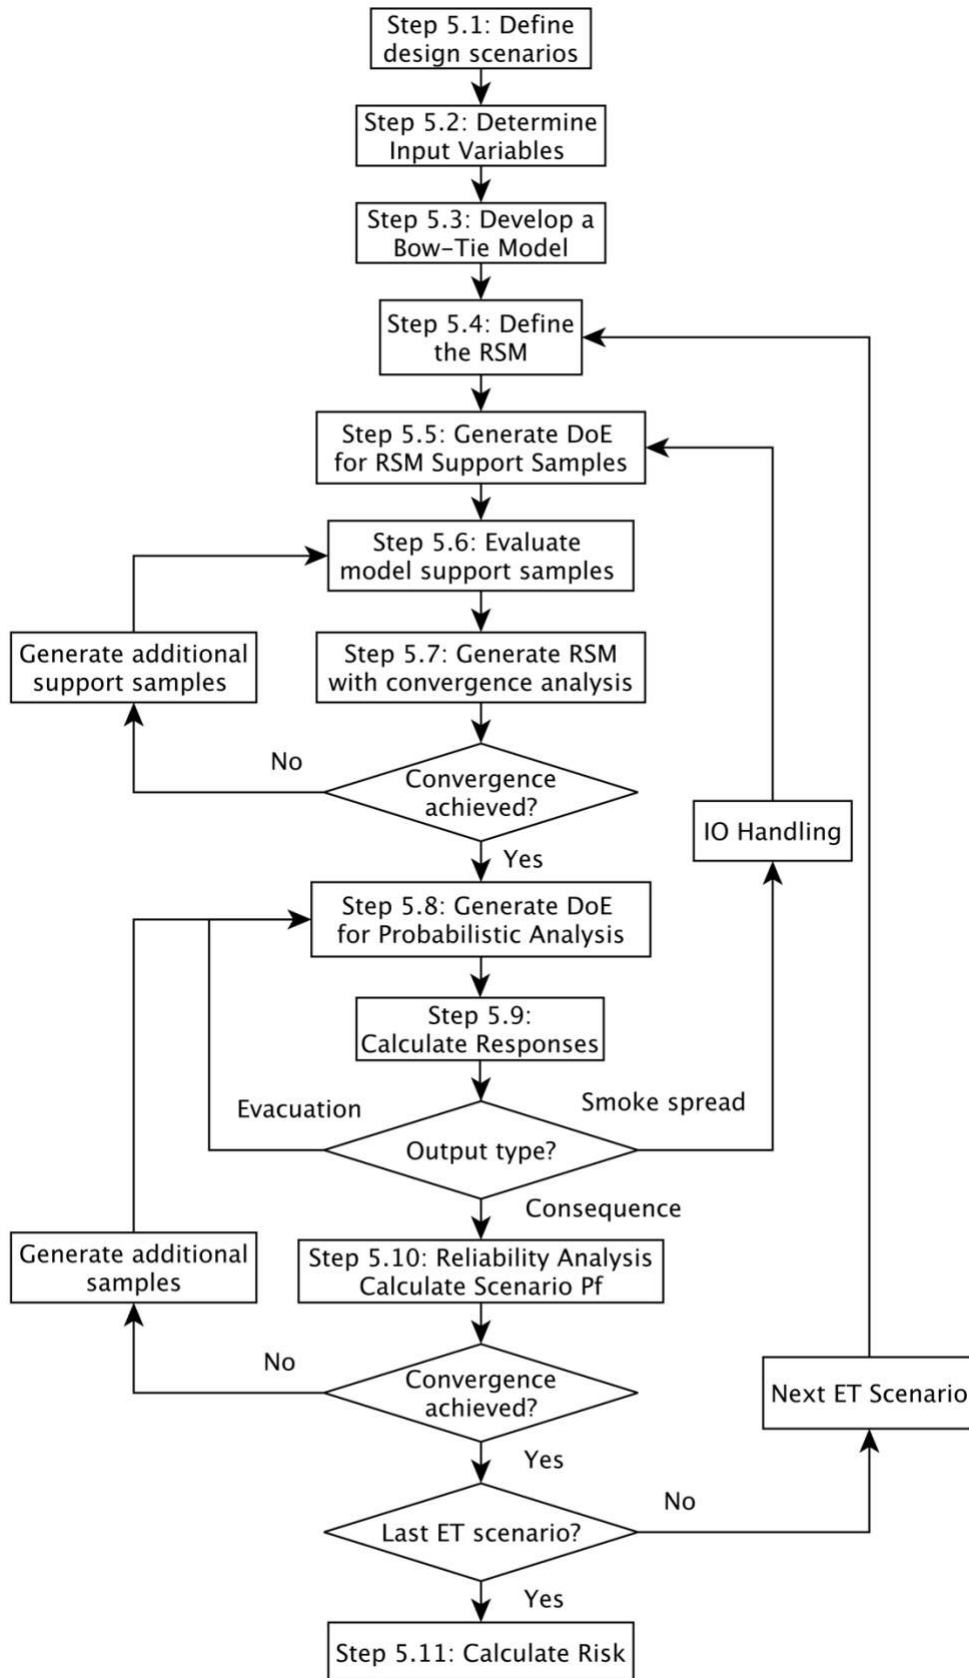 Step 5.1: Define
design scenarios
Step 5.2: Determine
Input Variables
Step 5.3: Develop a
Bow-Tie Model
Step 5.4: Define
the RSM
Step 5.5: Generate DoE
for RSM Support Samples
Step 5.6: Evaluate
model support samples
Generate additional
support samples
Step 5.7: Generate RSM
with convergence analysis
No
Convergence
achieved?
IO Handling
Yes
Step 5.8: Generate DoE
for Probabilistic Analysis
Step 5.9:
Calculate Responses
Evacuation
Smoke spread
Output type?
Consequence
Generate additional
samples
Step 5.10: Reliability Analysis
Calculate Scenario Pf
No
Convergence
achieved?
Next ET Scenario
Yes
No
Last ET scenario?
Yes
Step 5.11: Calculate Risk